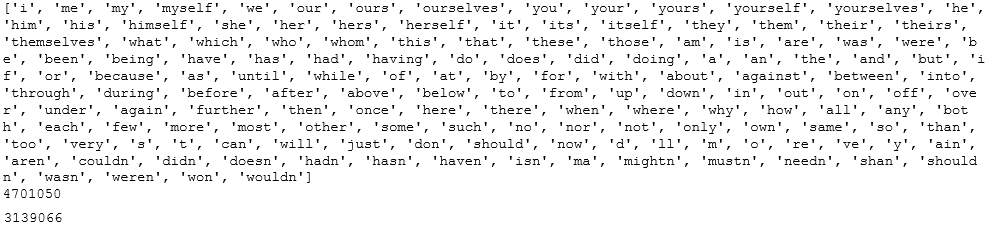 ['i', 'me', 'my', 'myself', 'we', 'our', 'ours', 'ourselves', 'you', 'your', 'yours', 'yourself', 'yourselves', 'he',
'him', 'his', 'himself', 'she', 'her', 'hers', 'herself', 'it', 'its', 'itself', 'they', 'them', 'their', 'theirs',
'themselves', 'what', 'which', 'who', 'whom', 'this', 'that', 'these', 'those', 'am', 'is', 'are', 'was', 'were', 'b
e', 'been', 'being', 'have', 'has', 'had', 'having', 'do', 'does', 'did', 'doing', 'a', 'an', 'the', 'and', 'but', 'i
f', 'or', 'because', 'as', 'until', 'while', 'of', 'at', 'by', 'for', 'with', 'about', 'against', 'between', 'into',
'through', 'during', 'before', 'after', 'above', 'below', 'to', 'from', 'up', 'down', 'in', 'out', 'on', 'off', 'ove
r', 'under', 'again', 'further', 'then', 'once', 'here', 'there', 'when', 'where', 'why', 'how', 'all', 'any', 'bot
h', 'each', 'few', 'more', 'most', 'other', 'some', 'such', 'no', 'nor', 'not', 'only', 'own', 'same', 'so', 'than',
'too', 'very', 's', 't', 'can', 'will', 'just', 'don', 'should', 'now', 'd', 'll', 'm', 'o', 're', 've', 'y', 'ain',
'aren', 'couldn', 'didn', 'doesn', 'hadn', 'hasn', 'haven', 'isn', 'ma', 'mightn', 'mustn', 'needn', 'shan', 'should
n', 'wasn', 'weren', 'won', 'wouldn']
4701050
3139066